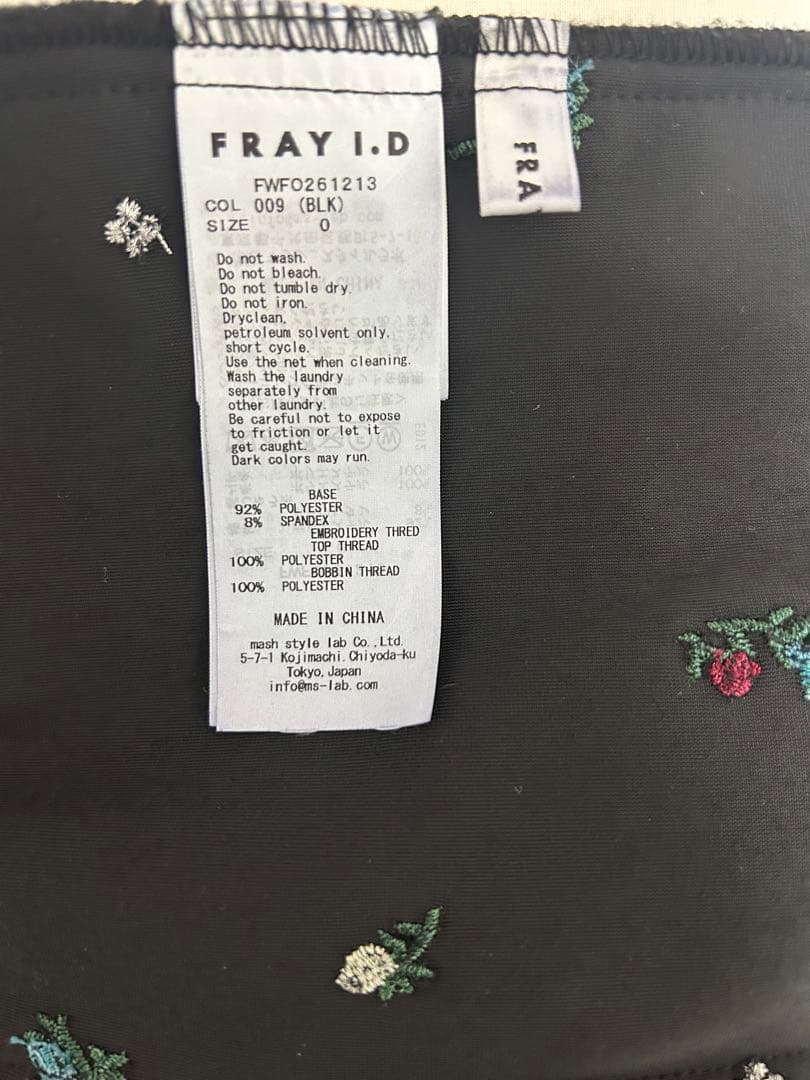 FRAY I.D
FWFO261213
COL 009 (BLK)
SIZE 0
Do not wash.
Do not bleach.
Do not tumble dry.
Do not iron.
Dryclean,
petroleum solvent only.
short cycle.
Use the net when cleaning.
Wash the laundry
separately from
other laundry.
Be careful not to expose
to friction or let it
get caught.
Dark colors may run.
BASE
92% POLYESTER
8% SPANDEX
EMBROIDERY THRED
TOP THREAD
100% POLYESTER
BOBBIN THREAD
100% POLYESTER
MADE IN CHINA
mash style lab Co.,Ltd.
5-7-1 Kojimachi.Chiyoda-ku
Tokyo, Japan
info@ms-lab.com
FRA